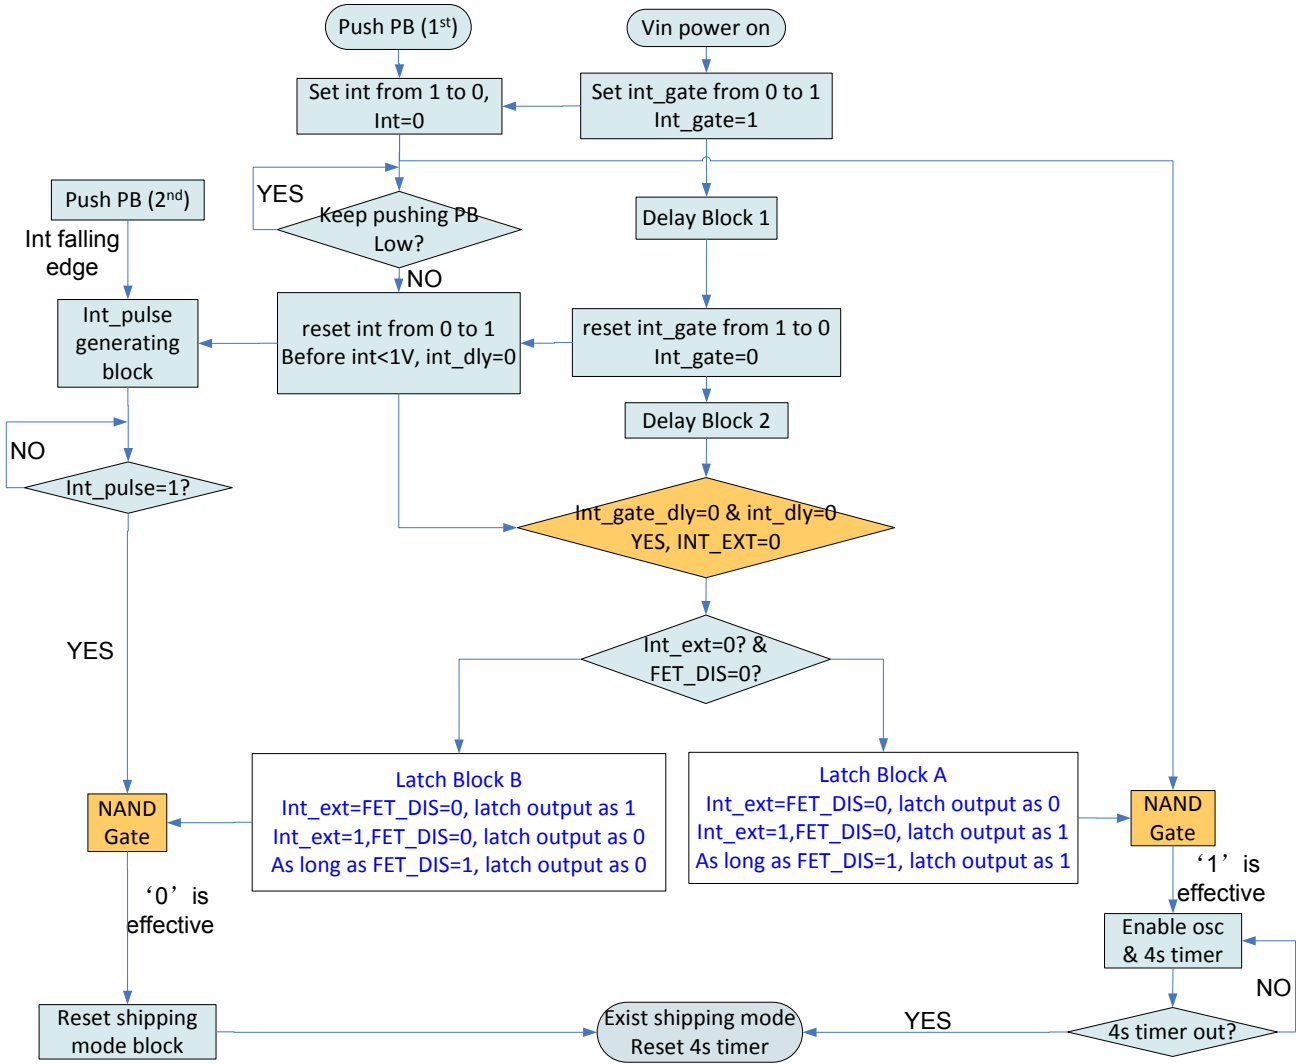 Push PB (1st)
Vin power on
Set int from 1 to 0,
Int=0
Set int_gate from 0 to 1
Int_gate=1
YES
Push PB (2nd)
Keep pushing PB
Low?
Delay Block 1
Int falling
edge
NO
Int_pulse
generating
block
reset int from 0 to 1
Before int<1V, int_dly=0
reset int_gate from 1 to 0
Int_gate=0
Delay Block 2
NO
Int_pulse=1?
Int_gate_dly=0 & int_dly=0
YES, INT_EXT=0
YES
Int_ext=0? &
FET_DIS=0?
Latch Block B
Int_ext=FET_DIS=0, latch output as 1
Int_ext=1,FET_DIS=0, latch output as 0
As long as FET_DIS=1, latch output as 0
Latch Block A
Int_ext=FET_DIS=0, latch output as 0
Int_ext=1,FET_DIS=0, latch output as 1
As long as FET_DIS=1, latch output as 1
NAND
Gate
NAND
Gate
‘0’ is
effective
‘1’ is
effective
Enable osc
& 4s timer
NO
Reset shipping
mode block
Exist shipping mode
Reset 4s timer
YES
4s timer out?